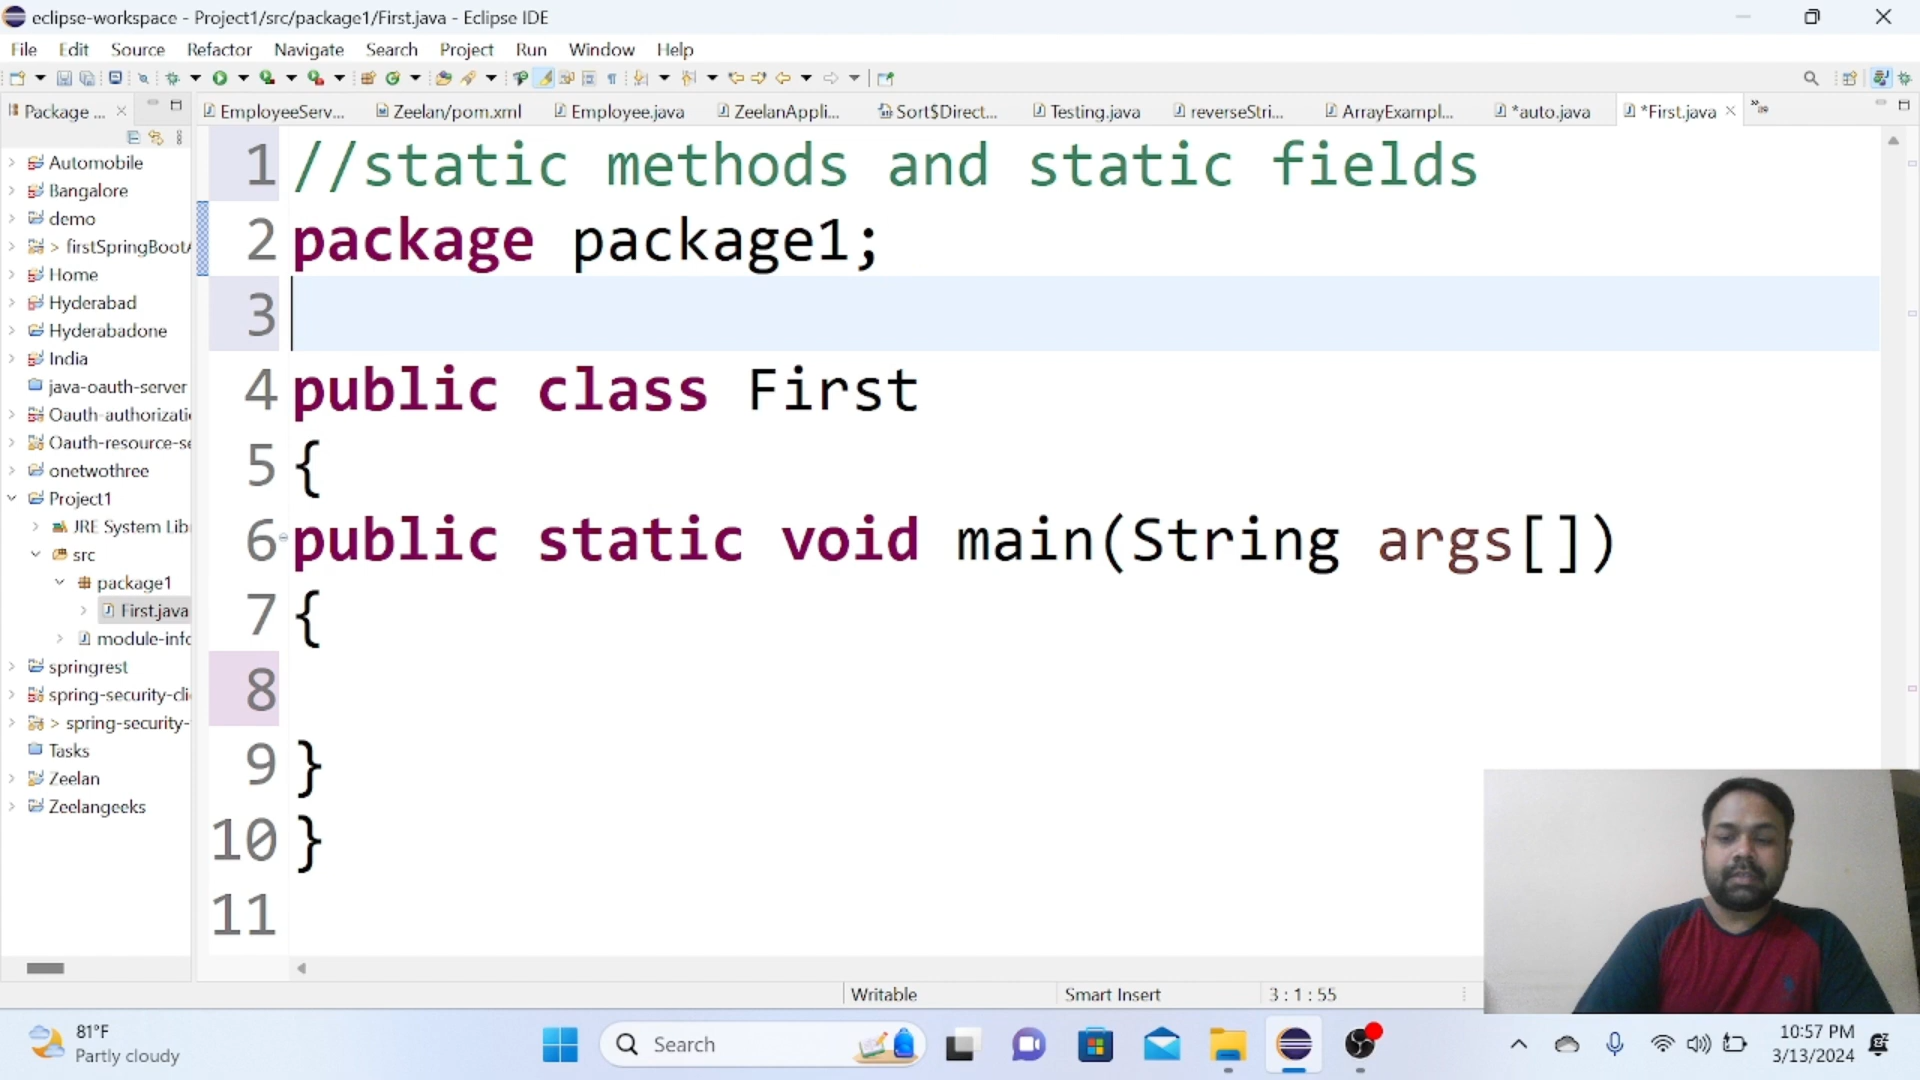 eclipse-workspace - Project1/src/package1/First.java - Eclipse IDE
File Edit Source Refactor Navigate Search Project Run Window Help
Package ...
EmployeeServ... Zeelan/pom.xml Employee.java ZeelanAppli... Sort$Direct... Testing.java reverseStri... ArrayExampl... *auto.java *First.java
Automobile
Bangalore
demo
> firstSpringBootA
Home
Hyderabad
Hyderabadone
India
java-oauth-server
Oauth-authorizati
Oauth-resource-se
onetwothree
Project1
JRE System Lib
src
package1
First.java
module-info
springrest
spring-security-cli
> spring-security-
Tasks
Zeelan
Zeelangeeks
1 //static methods and static fields
2 package package1;
3
4 public class First
5 {
6 public static void main(String args[])
7 {
8
9 }
10 }
11
Writable Smart Insert 3 : 1 : 55
81°F
Partly cloudy
Search
10:57 PM
3/13/2024